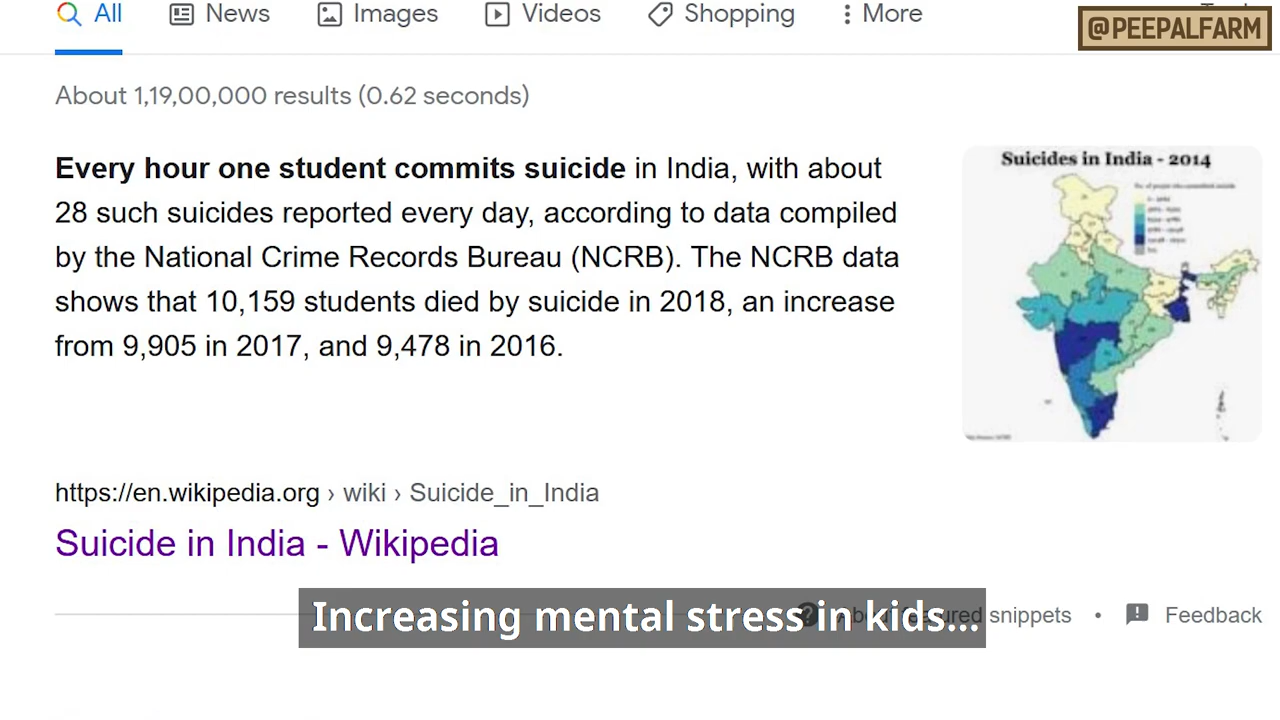 All News Images Videos Shopping More
@PEEPALFARM
About 1,19,00,000 results (0.62 seconds)
Every hour one student commits suicide in India, with about
28 such suicides reported every day, according to data compiled
by the National Crime Records Bureau (NCRB). The NCRB data
shows that 10,159 students died by suicide in 2018, an increase
from 9,905 in 2017, and 9,478 in 2016.
Suicides in India - 2014
https://en.wikipedia.org › wiki › Suicide_in_India
Suicide in India - Wikipedia
Increasing mental stress in kids...
snippets • Feedback